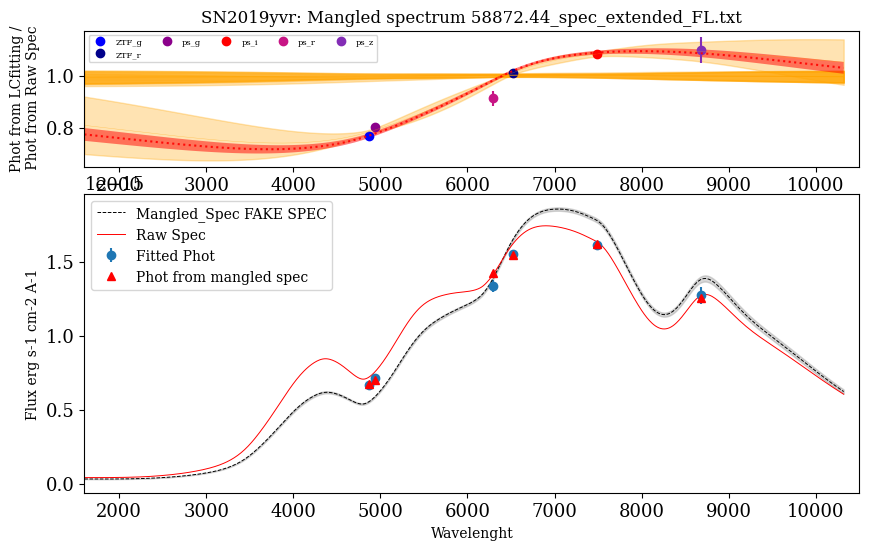 SN2019yvr: Mangled spectrum 58872.44_spec_extended_FL.txt
Phot from LCfitting /
Phot from Raw Spec
ZTF_g ps_g ps_i ps_r ps_z
ZTF_r
1.0
0.8
2000 3000 4000 5000 6000 7000 8000 9000 10000
1e−15
Mangled_Spec FAKE SPEC
Raw Spec
Fitted Phot
Phot from mangled spec
Flux erg s-1 cm-2 A-1
1.5
1.0
0.5
0.0
2000 3000 4000 5000 6000 7000 8000 9000 10000
Wavelenght